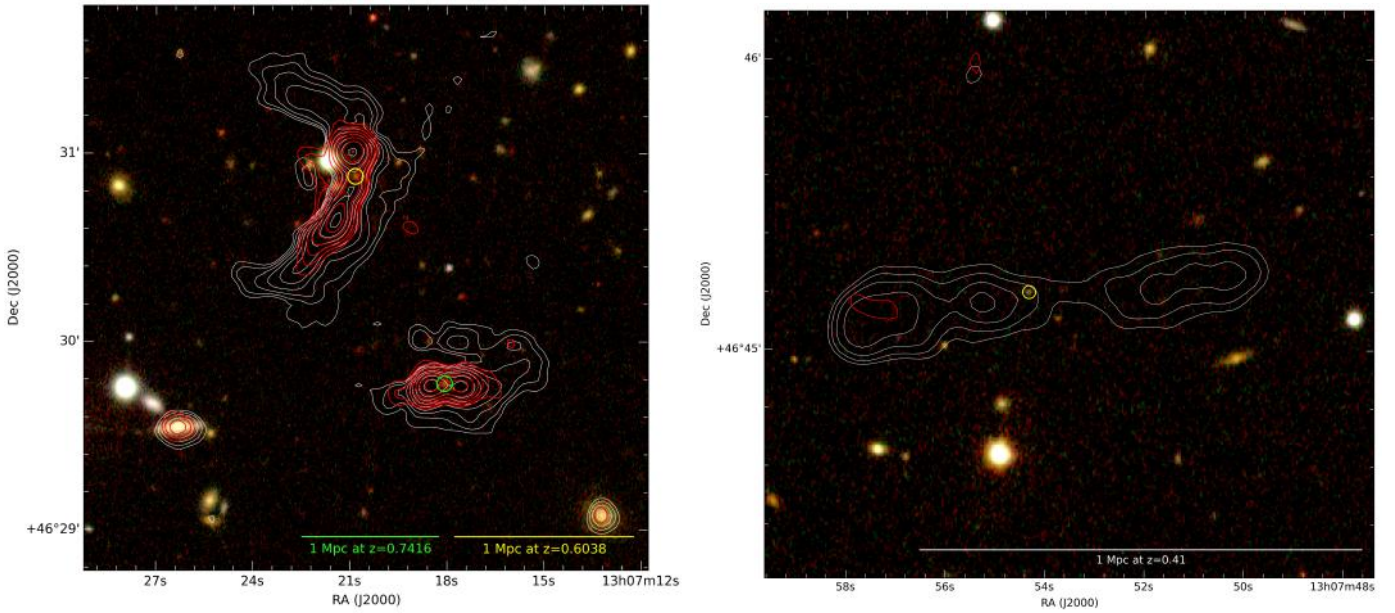 31'
30'
+46°29'
Dec (J2000)
1 Mpc at z=0.7416
1 Mpc at z=0.6038
27s 24s 21s 18s 15s 13h07m12s
RA (J2000)
46'
+46°45'
Dec (J2000)
1 Mpc at z=0.41
58s 56s 54s 52s 50s 13h07m48s
RA (J2000)